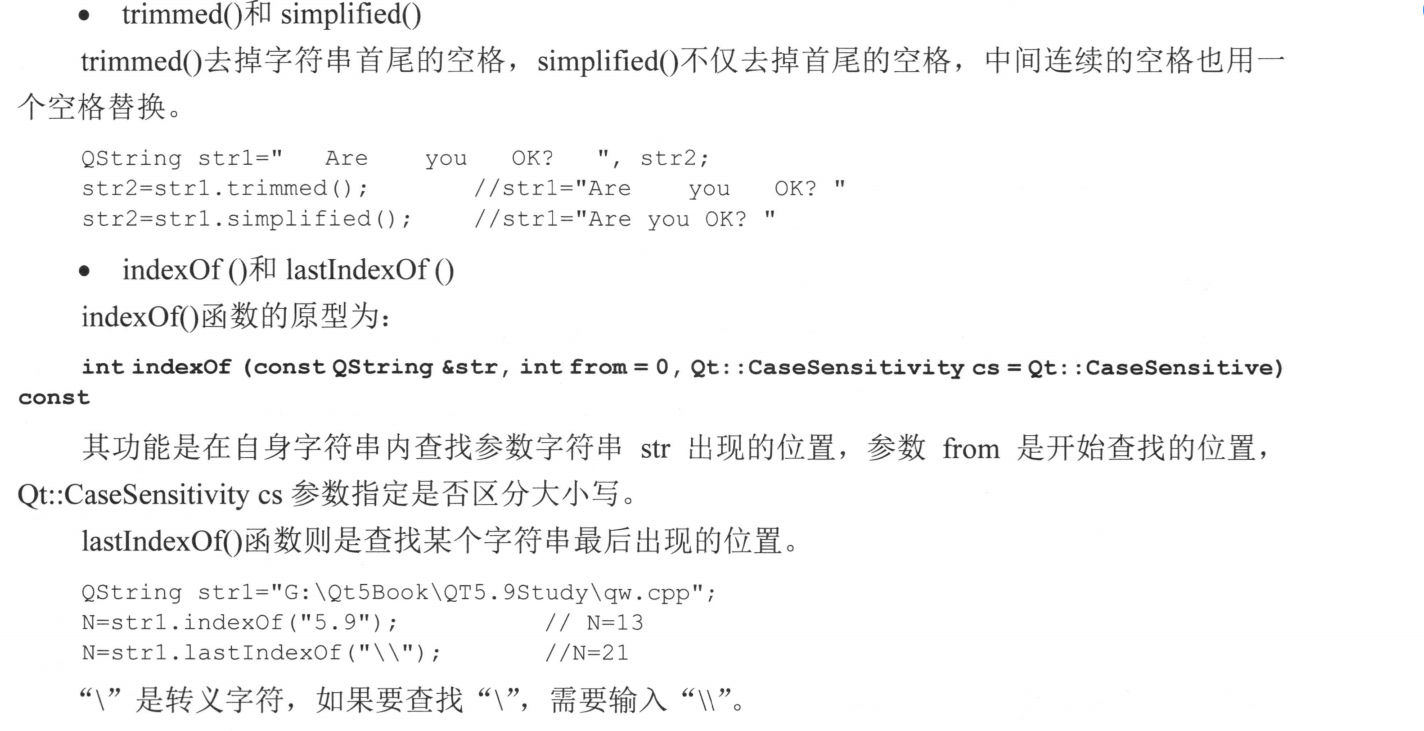 • trimmed()和 simplified()
trimmed()去掉字符串首尾的空格，simplified()不仅去掉首尾的空格，中间连续的空格也用一
个空格替换。
QString str1="   Are    you   OK?   ", str2;
str2=str1.trimmed();       //str1="Are    you   OK? "
str2=str1.simplified();    //str1="Are you OK? "
• indexOf ()和 lastIndexOf ()
indexOf()函数的原型为：
int indexOf (const QString &str, int from = 0, Qt::CaseSensitivity cs = Qt::CaseSensitive)
const
其功能是在自身字符串内查找参数字符串 str 出现的位置，参数 from 是开始查找的位置，
Qt::CaseSensitivity cs 参数指定是否区分大小写。
lastIndexOf()函数则是查找某个字符串最后出现的位置。
QString str1="G:\Qt5Book\QT5.9Study\qw.cpp";
N=str1.indexOf("5.9");          // N=13
N=str1.lastIndexOf("\\");       //N=21
“\”是转义字符，如果要查找“\”，需要输入“\\”。